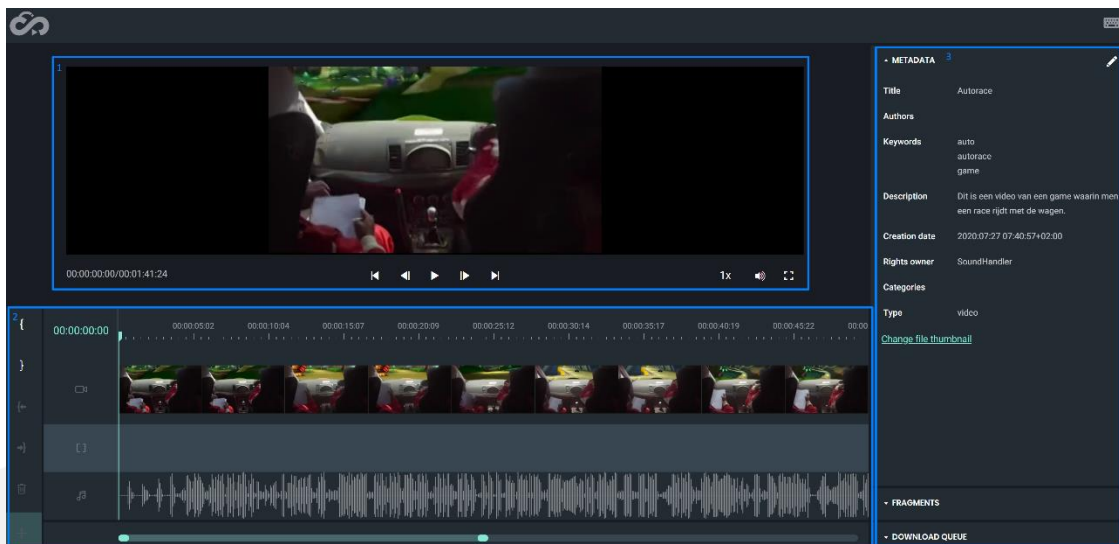 1
00:00:00:00/00:01:41:24
1x
2
00:00:00:00
00:00:05:02
00:00:10:04
00:00:15:07
00:00:20:09
00:00:25:12
00:00:30:14
00:00:35:17
00:00:40:19
00:00:45:22
00:00
METADATA
3
Title Autorace
Authors
Keywords auto
autorace
game
Description Dit is een video van een game waarin men
een race rijdt met de wagen.
Creation date 2020:07:27 07:40:57+02:00
Rights owner SoundHandler
Categories
Type video
Change file thumbnail
FRAGMENTS
DOWNLOAD QUEUE